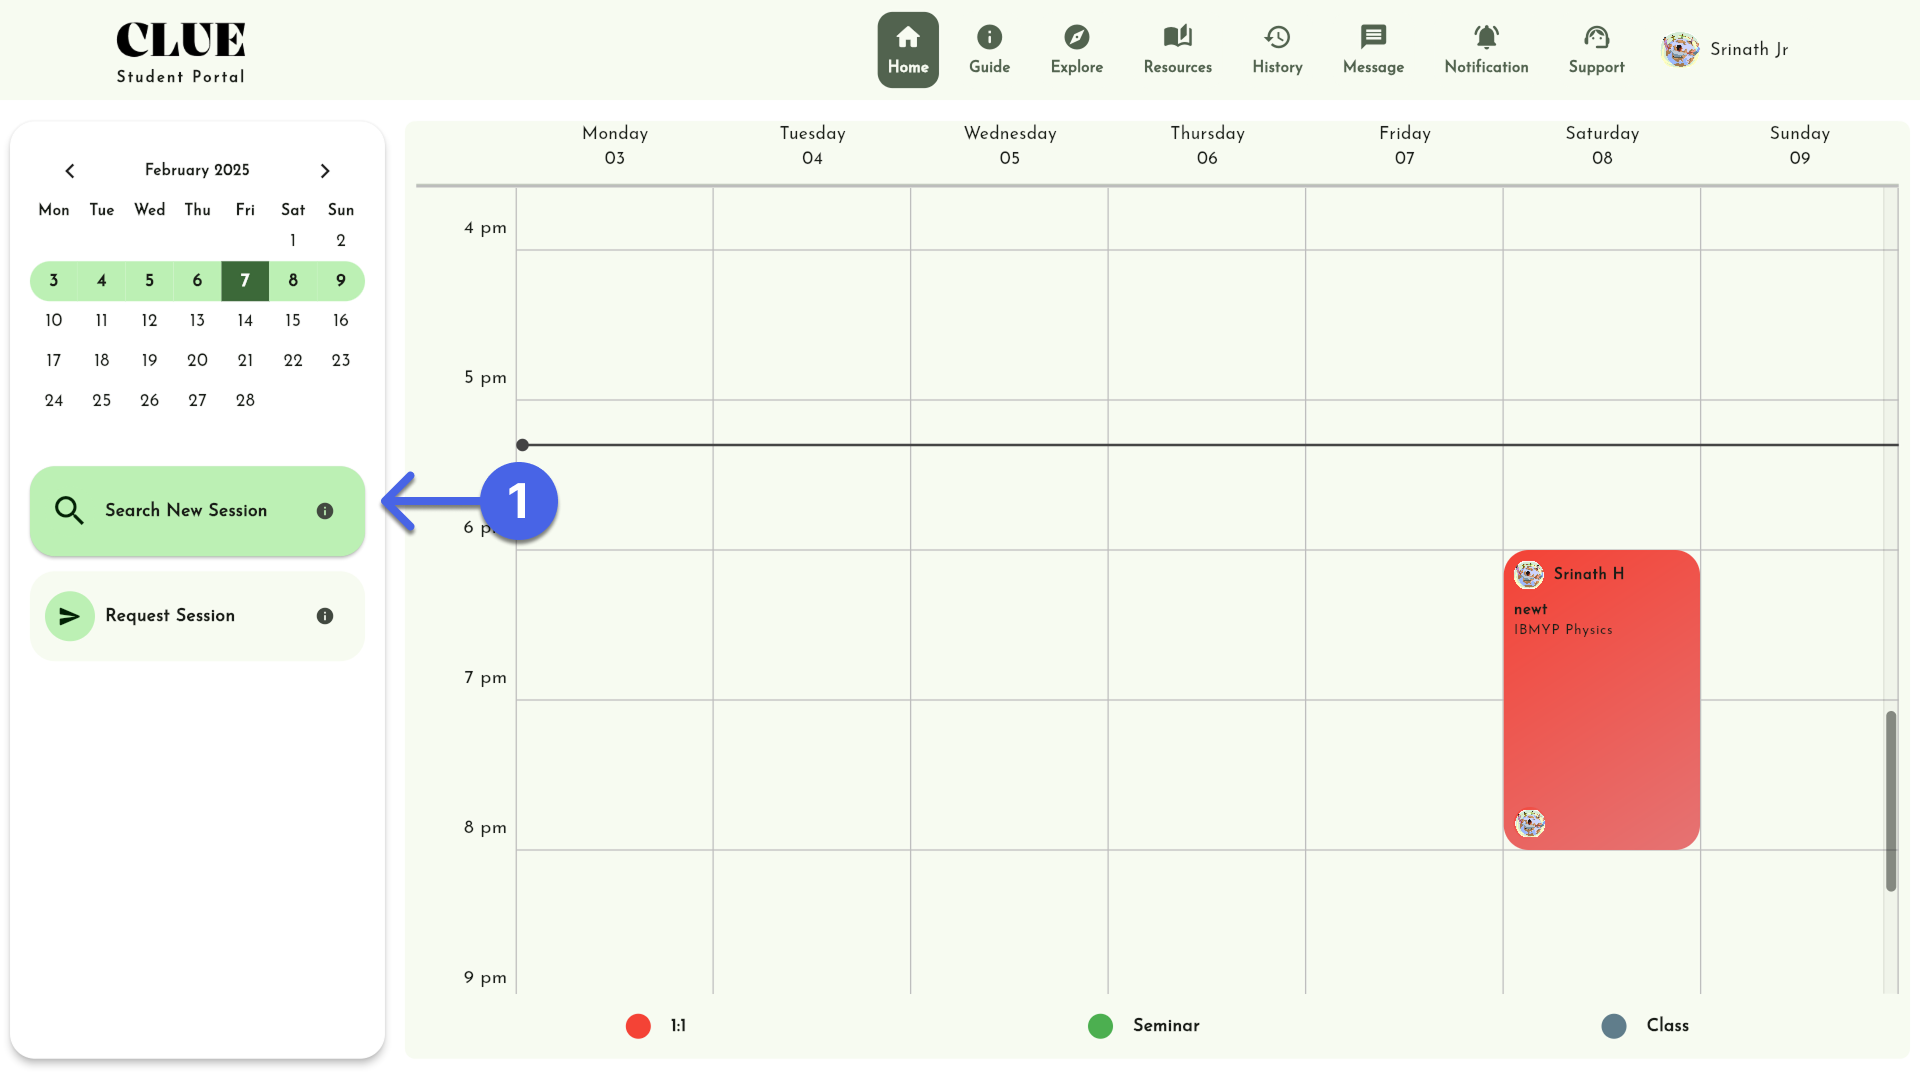 CLUE
Student Portal
Home
Guide
Explore
Resources
History
Message
Notification
Support
Srinath Jr
February 2025
Mon Tue Wed Thu Fri Sat Sun
1 2
3 4 5 6 7 8 9
10 11 12 13 14 15 16
17 18 19 20 21 22 23
24 25 26 27 28
Search New Session
Request Session
1
Monday Tuesday Wednesday Thursday Friday Saturday Sunday
03 04 05 06 07 08 09
4 pm
5 pm
6 p
7 pm
8 pm
9 pm
Srinath H
newt
IBMYP Physics
1:1
Seminar
Class